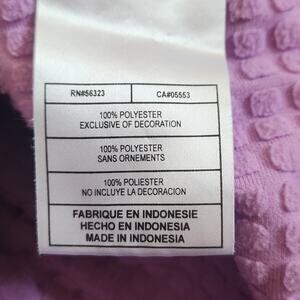 RN#56323 CA#05553
100% POLYESTER
EXCLUSIVE OF DECORATION
100% POLYESTER
SANS ORNEMENTS
100% POLIESTER
NO INCLUYE LA DECORACION
FABRIQUE EN INDONESIE
HECHO EN INDONESIA
MADE IN INDONESIA